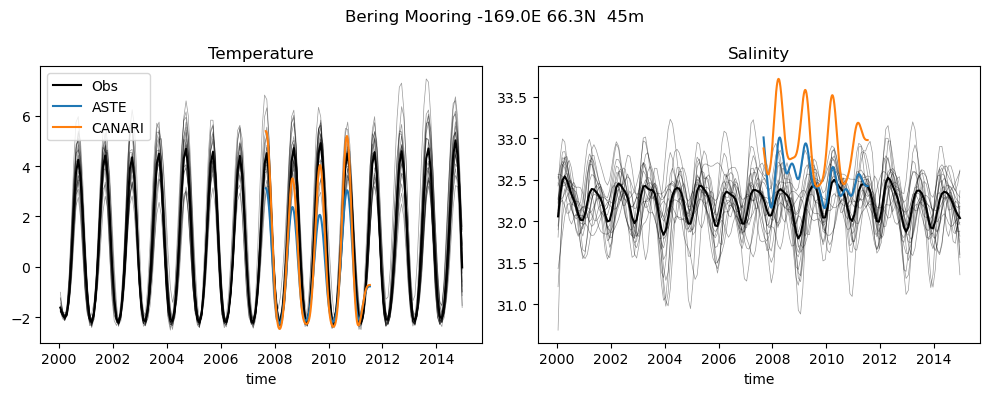 Bering Mooring -169.0E 66.3N  45m
Temperature
Obs
ASTE
CANARI
6
4
2
0
−2
2000 2002 2004 2006 2008 2010 2012 2014
time
Salinity
33.5
33.0
32.5
32.0
31.5
31.0
2000 2002 2004 2006 2008 2010 2012 2014
time